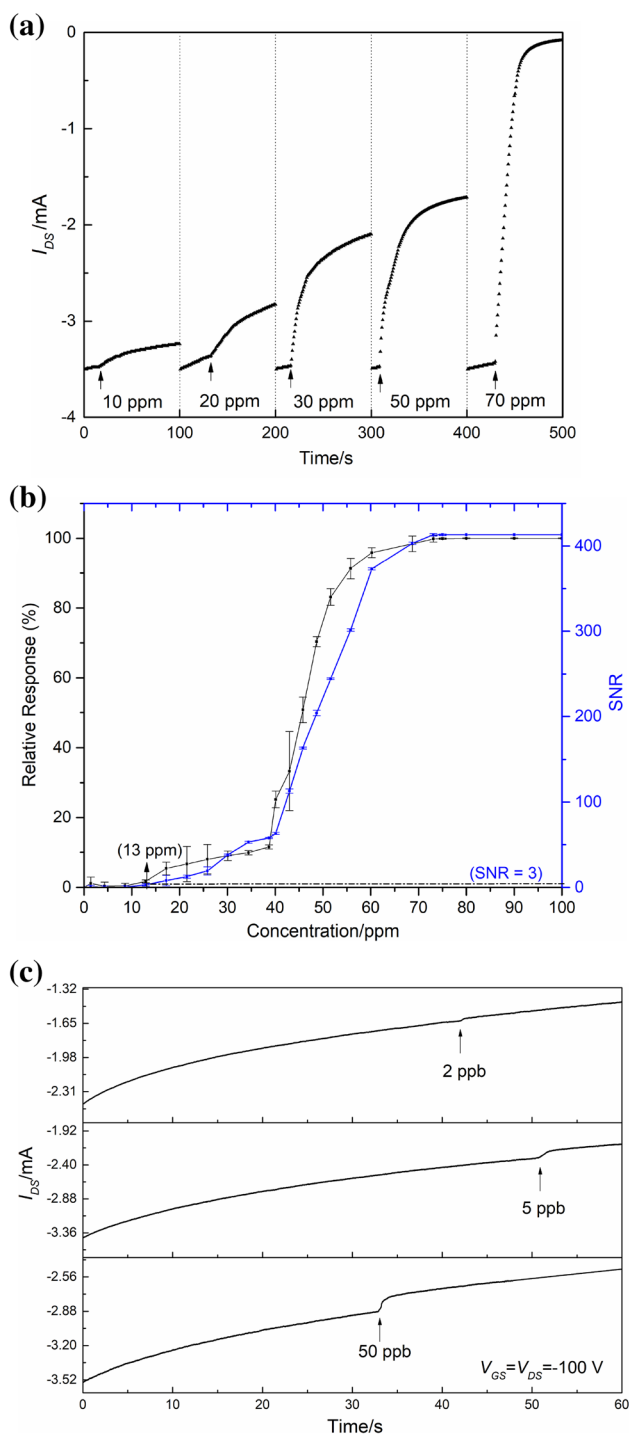 (a)
0
-1
-2
-3
-4
I_DS/mA
10 ppm
20 ppm
30 ppm
50 ppm
70 ppm
0 100 200 300 400 500
Time/s
(b)
100
80
60
40
20
0
Relative Response (%)
400
300
200
100
0
SNR
(13 ppm)
(SNR = 3)
0 10 20 30 40 50 60 70 80 90 100
Concentration/ppm
(c)
-1.32
-1.65
-1.98
-2.31
2 ppb
-1.92
-2.40
-2.88
-3.36
I_DS/mA
5 ppb
-2.56
-2.88
-3.20
-3.52
50 ppb
V_GS=V_DS=-100 V
0 10 20 30 40 50 60
Time/s